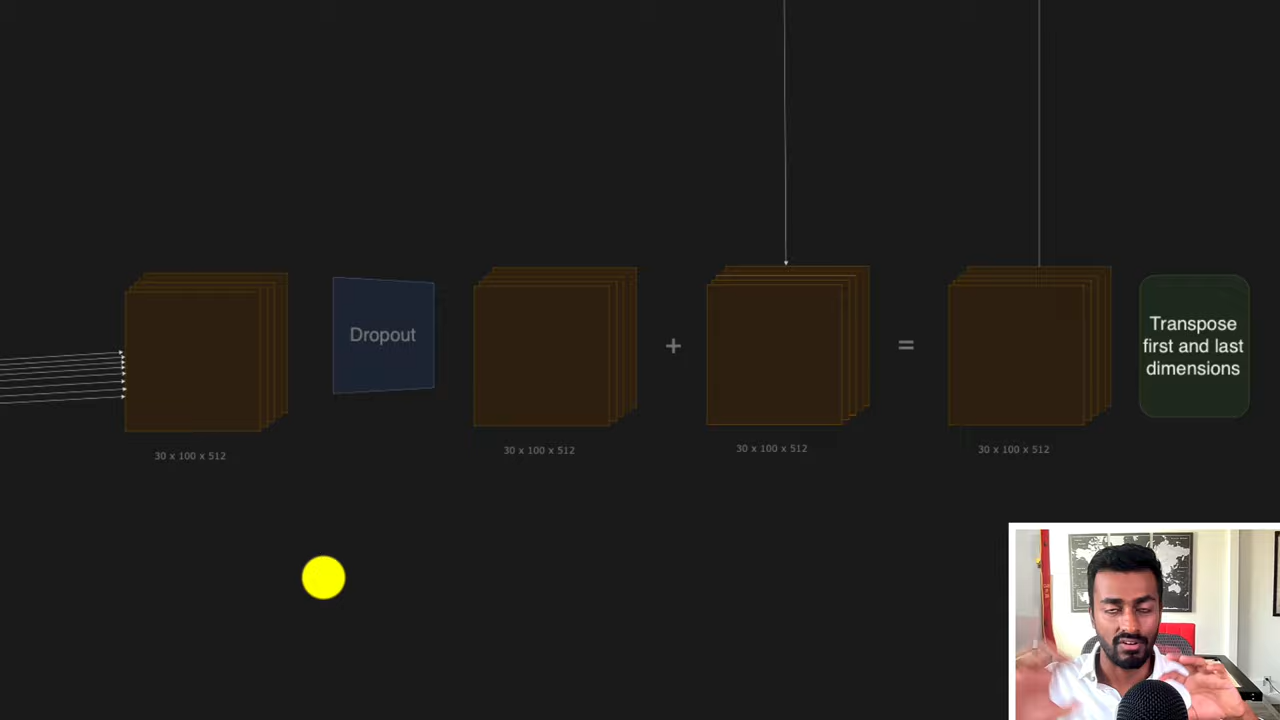 Dropout
+
=
Transpose
first and last
dimensions
30 x 100 x 512
30 x 100 x 512
30 x 100 x 512
30 x 100 x 512